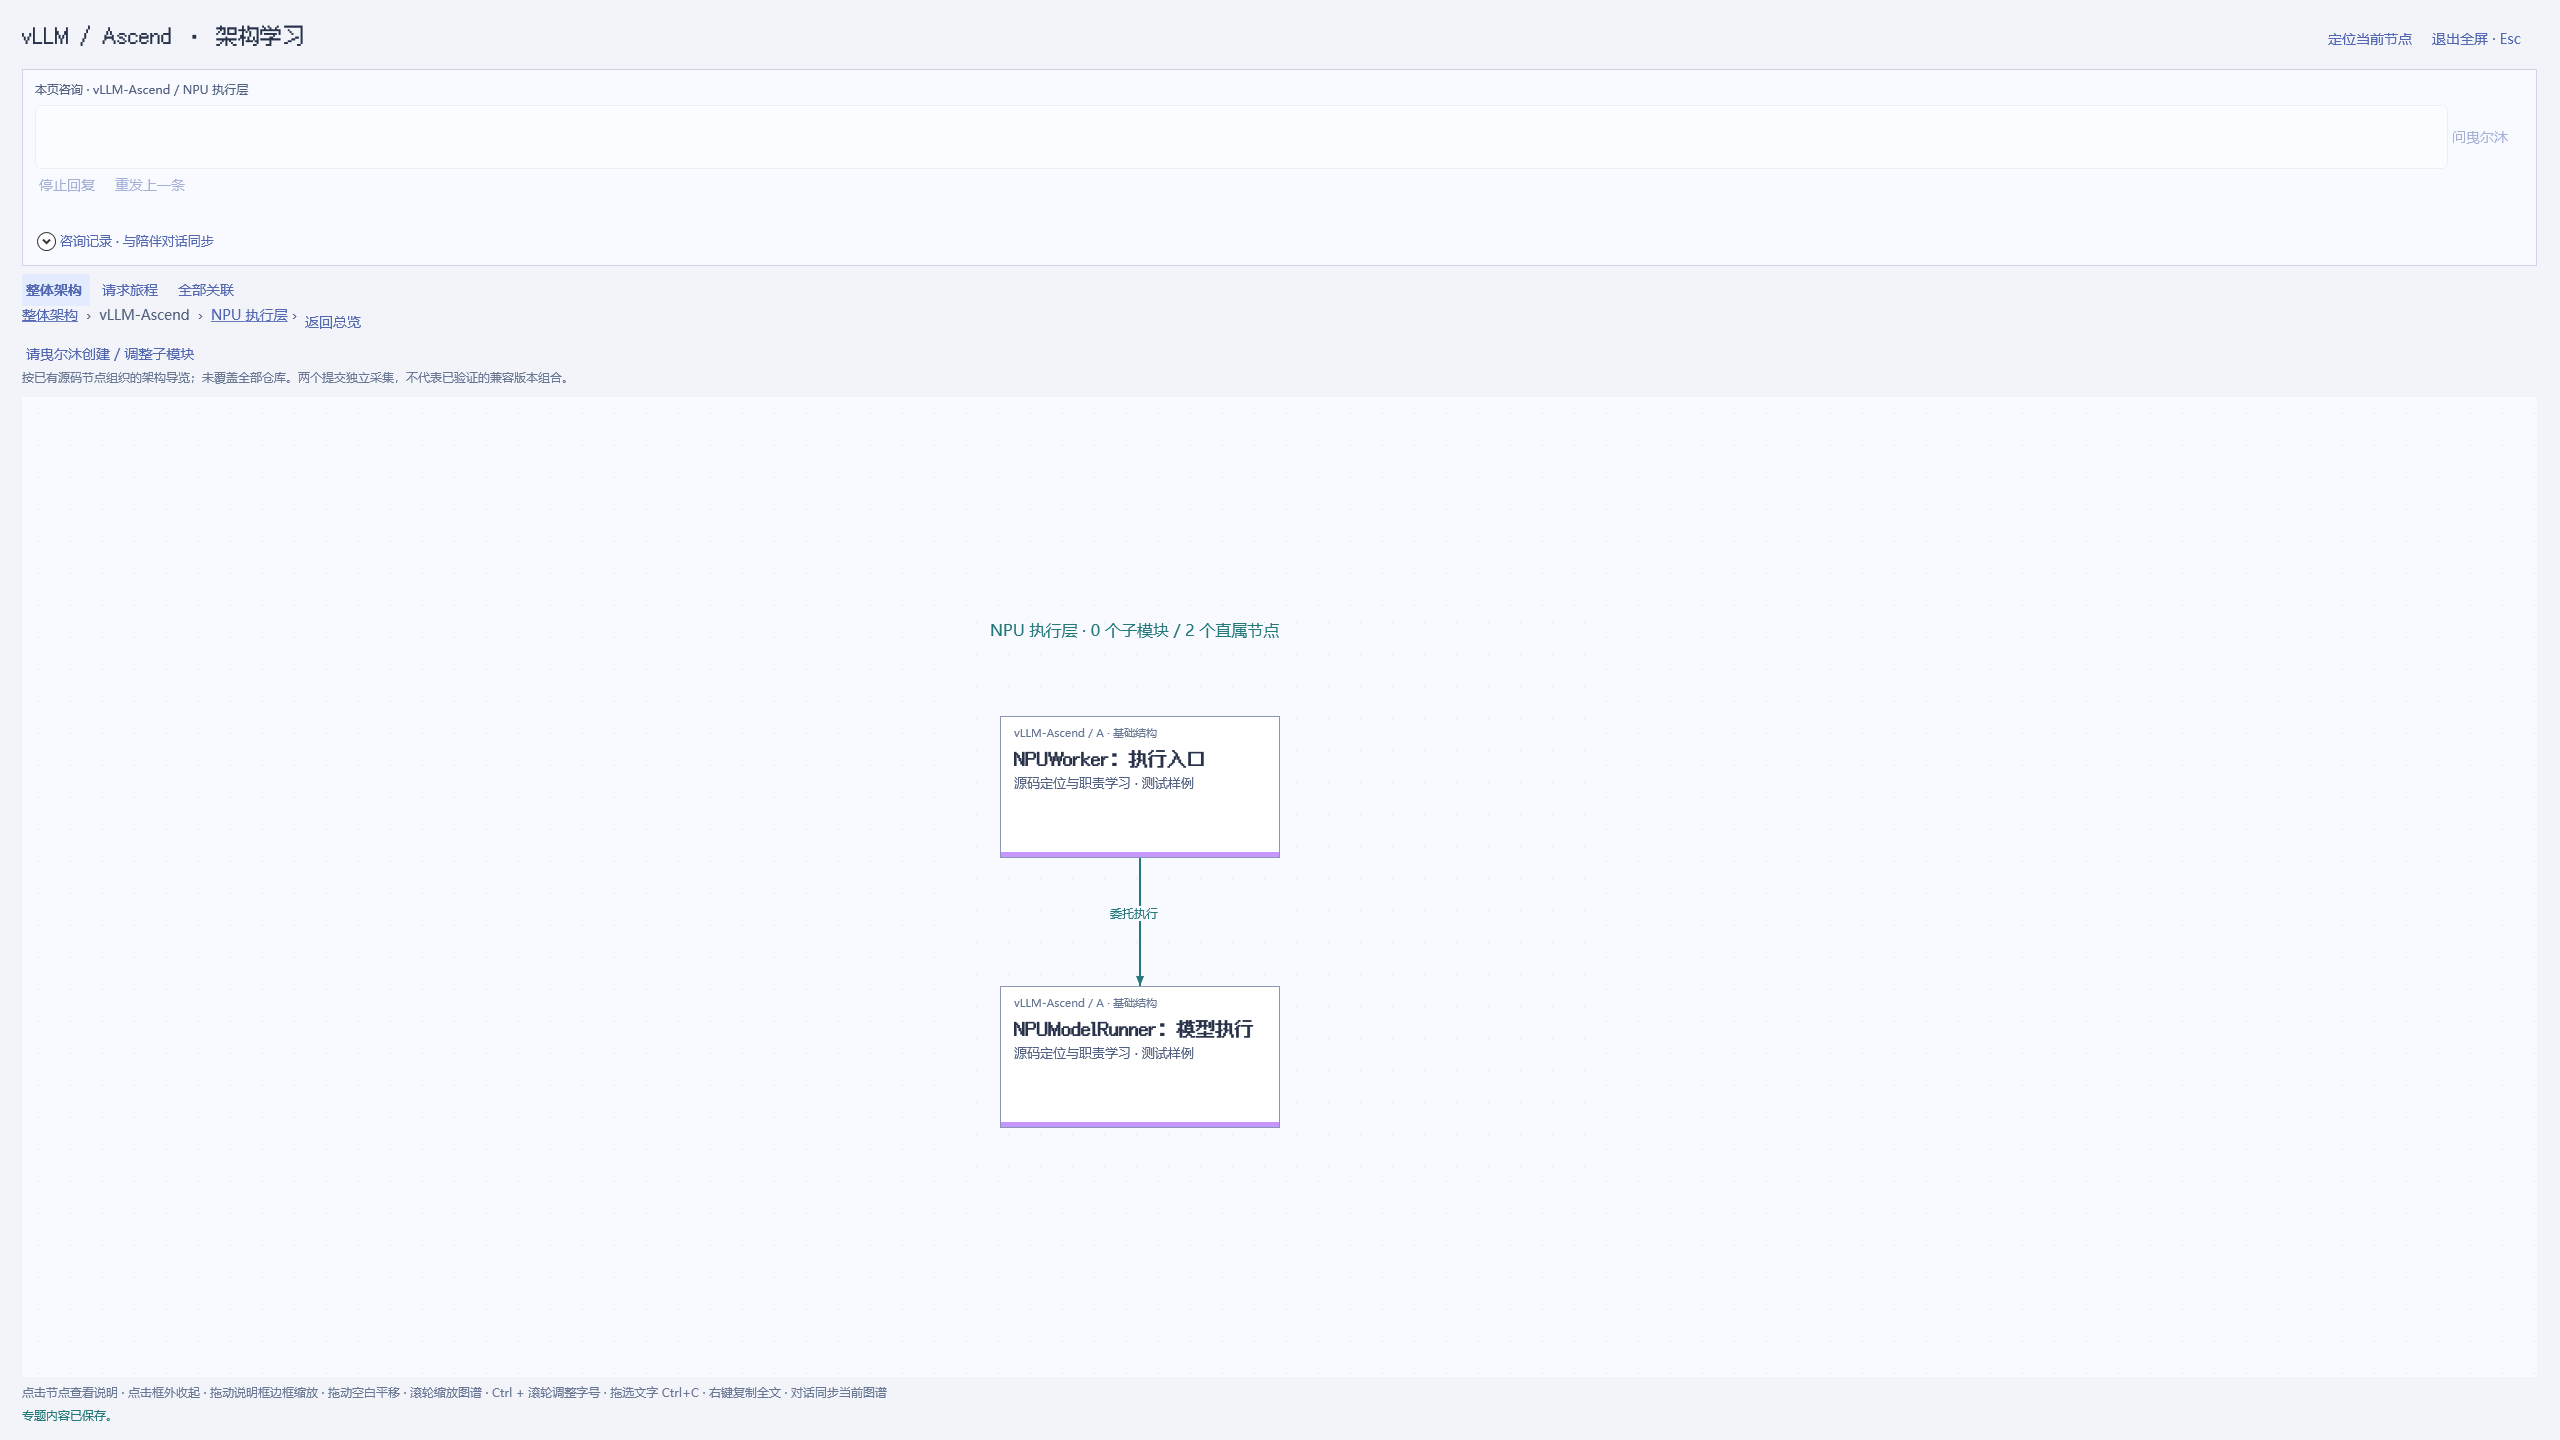 vLLM / Ascend · 架构学习
定位当前节点 退出全屏 · Esc
本页咨询 · vLLM-Ascend / NPU 执行层
问曳尔沐
停止回复 重发上一条
咨询记录 · 与陪伴对话同步
整体架构 请求旅程 全部关联
整体架构 › vLLM-Ascend › NPU 执行层 › 返回总览
请曳尔沐创建 / 调整子模块
按已有源码节点组织的架构导览；未覆盖全部仓库。两个提交独立采集，不代表已验证的兼容版本组合。
NPU 执行层 · 0 个子模块 / 2 个直属节点
vLLM-Ascend / A · 基础结构
NPUWorker：执行入口
源码定位与职责学习 · 测试样例
委托执行
vLLM-Ascend / A · 基础结构
NPUModelRunner：模型执行
源码定位与职责学习 · 测试样例
点击节点查看说明 · 点击框外收起 · 拖动说明框边框缩放 · 拖动空白平移 · 滚轮缩放图谱 · Ctrl + 滚轮调整字号 · 拖选文字 Ctrl+C · 右键复制全文 · 对话同步当前图谱
专题内容已保存。